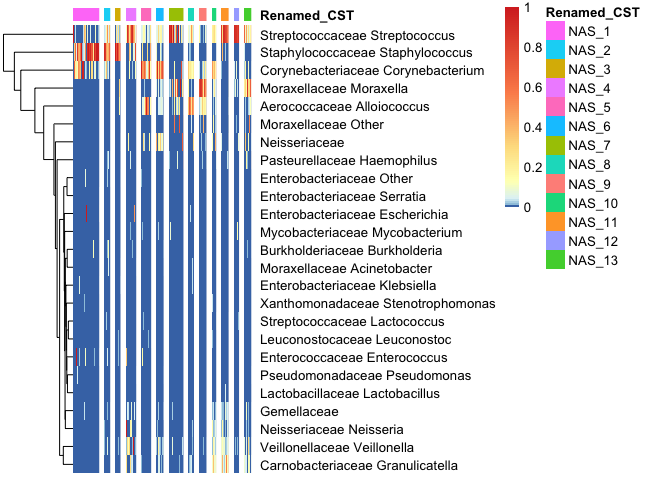 Renamed_CST
Streptococcaceae Streptococcus
Staphylococcaceae Staphylococcus
Corynebacteriaceae Corynebacterium
Moraxellaceae Moraxella
Aerococcaceae Alloiococcus
Moraxellaceae Other
Neisseriaceae
Pasteurellaceae Haemophilus
Enterobacteriaceae Other
Enterobacteriaceae Serratia
Enterobacteriaceae Escherichia
Mycobacteriaceae Mycobacterium
Burkholderiaceae Burkholderia
Moraxellaceae Acinetobacter
Enterobacteriaceae Klebsiella
Xanthomonadaceae Stenotrophomonas
Streptococcaceae Lactococcus
Leuconostocaceae Leuconostoc
Enterococcaceae Enterococcus
Pseudomonadaceae Pseudomonas
Lactobacillaceae Lactobacillus
Gemellaceae
Neisseriaceae Neisseria
Veillonellaceae Veillonella
Carnobacteriaceae Granulicatella
1
0.8
0.6
0.4
0.2
0
Renamed_CST
NAS_1
NAS_2
NAS_3
NAS_4
NAS_5
NAS_6
NAS_7
NAS_8
NAS_9
NAS_10
NAS_11
NAS_12
NAS_13